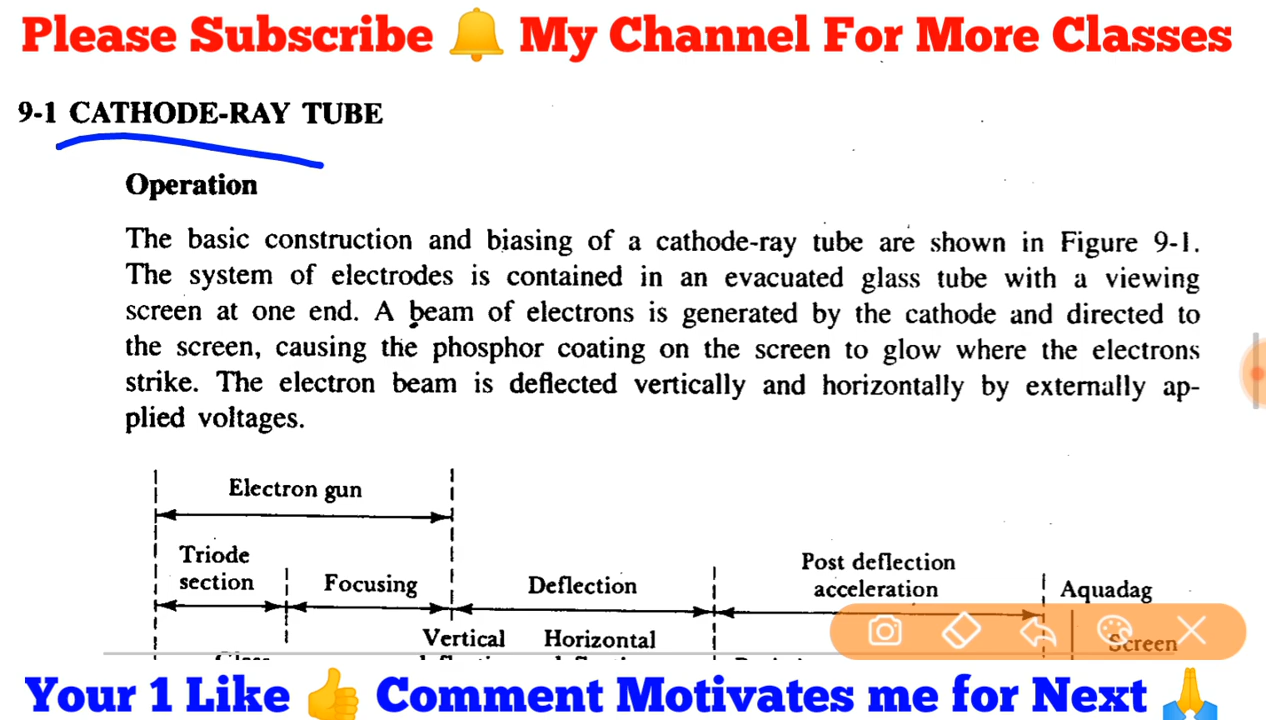 Please Subscribe 🔔 My Channel For More Classes
9-1 CATHODE-RAY TUBE
Operation
The basic construction and biasing of a cathode-ray tube are shown in Figure 9-1.
The system of electrodes is contained in an evacuated glass tube with a viewing
screen at one end. A beam of electrons is generated by the cathode and directed to
the screen, causing the phosphor coating on the screen to glow where the electrons
strike. The electron beam is deflected vertically and horizontally by externally ap-
plied voltages.
Electron gun
Triode
section
Focusing
Deflection
Post deflection
acceleration
Aquadag
Vertical
Horizontal
Screen
Your 1 Like 👍 Comment Motivates me for Next 🙏